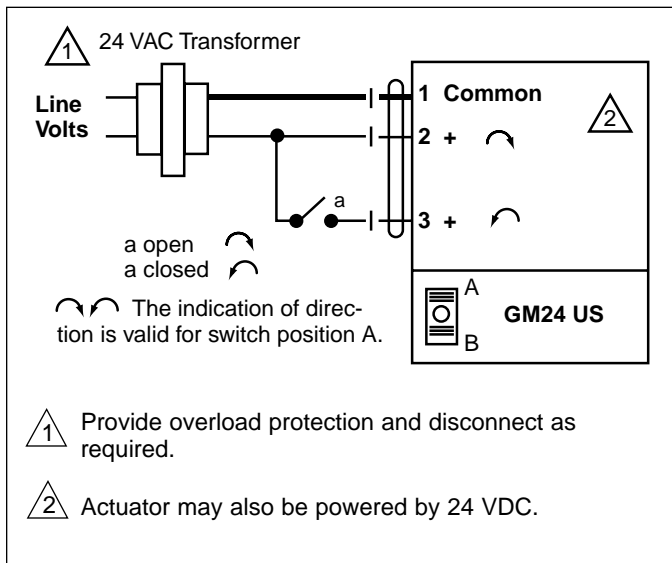 1 24 VAC Transformer
Line
Volts
1 Common
2
2 +
a
3 +
a open
a closed
The indication of direc-
tion is valid for switch position A.
A
GM24 US
B
1 Provide overload protection and disconnect as
required.
2 Actuator may also be powered by 24 VDC.